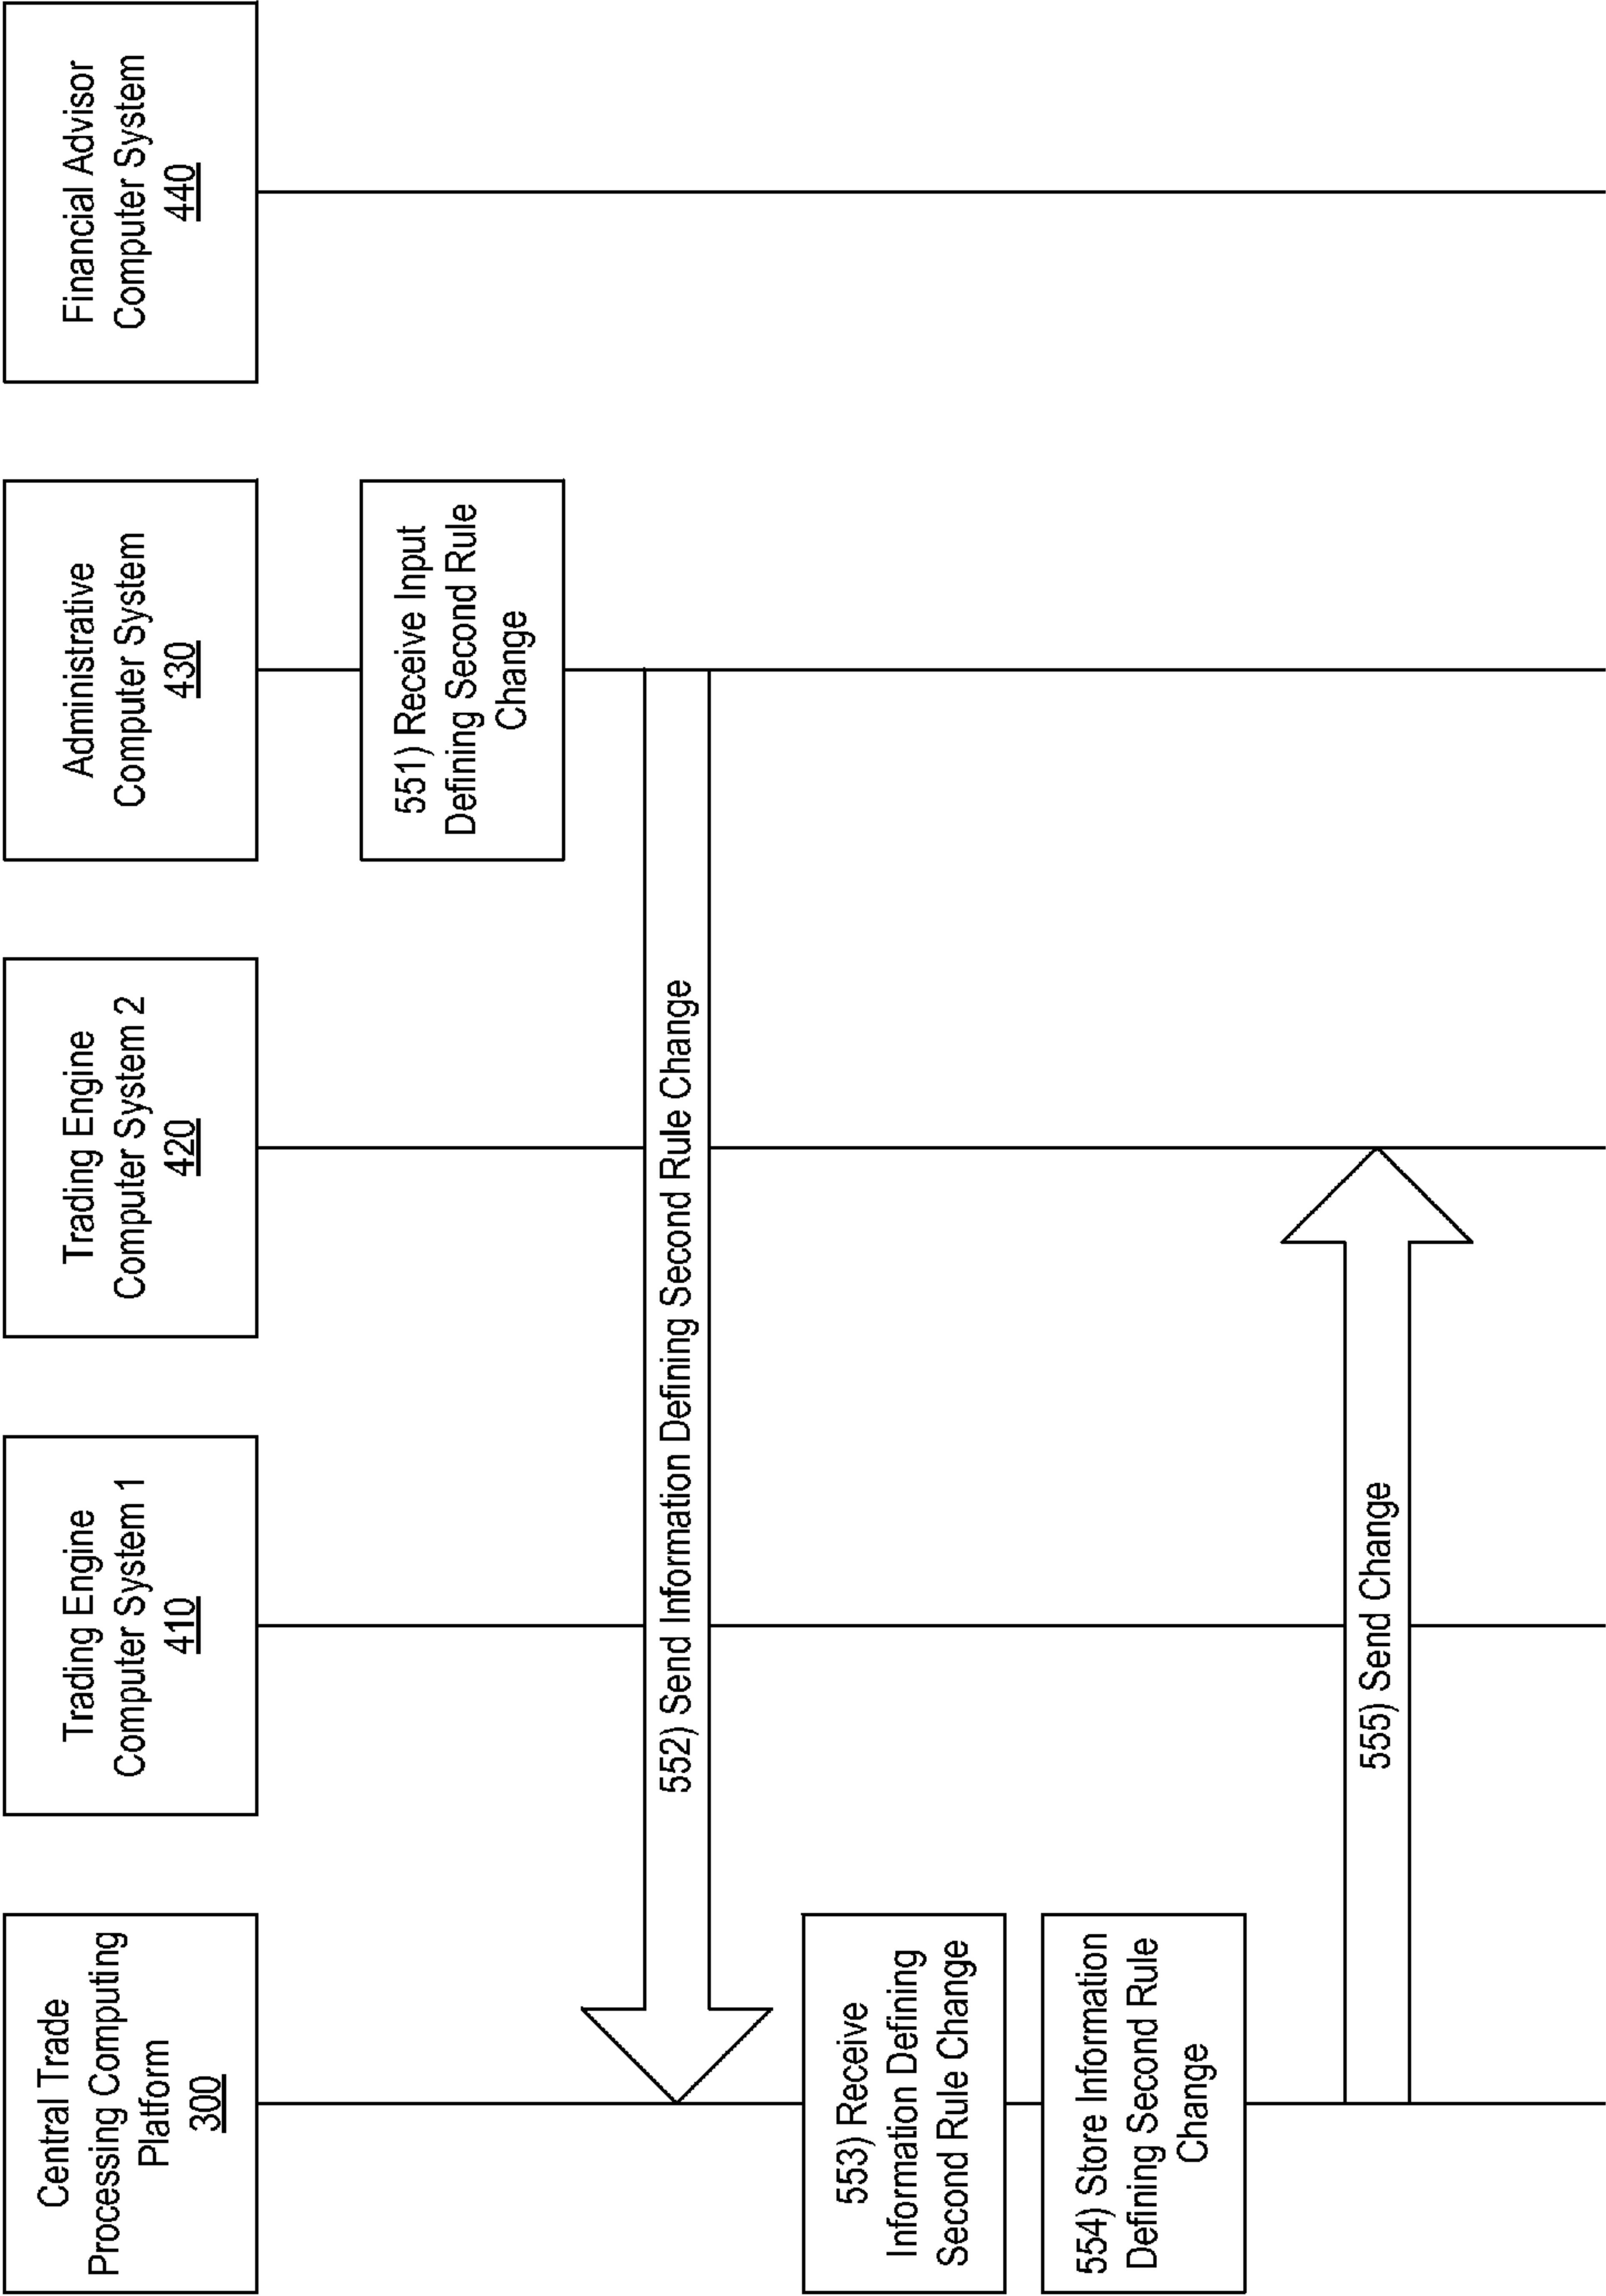 Central Trade
Processing Computing
Platform
300
Trading Engine
Computer System 1
410
Trading Engine
Computer System 2
420
Administrative
Computer System
430
Financial Advisor
Computer System
440
551) Receive Input
Defining Second Rule
Change
552) Send Information Defining Second Rule Change
553) Receive
Information Defining
Second Rule Change
554) Store Information
Defining Second Rule
Change
555) Send Change